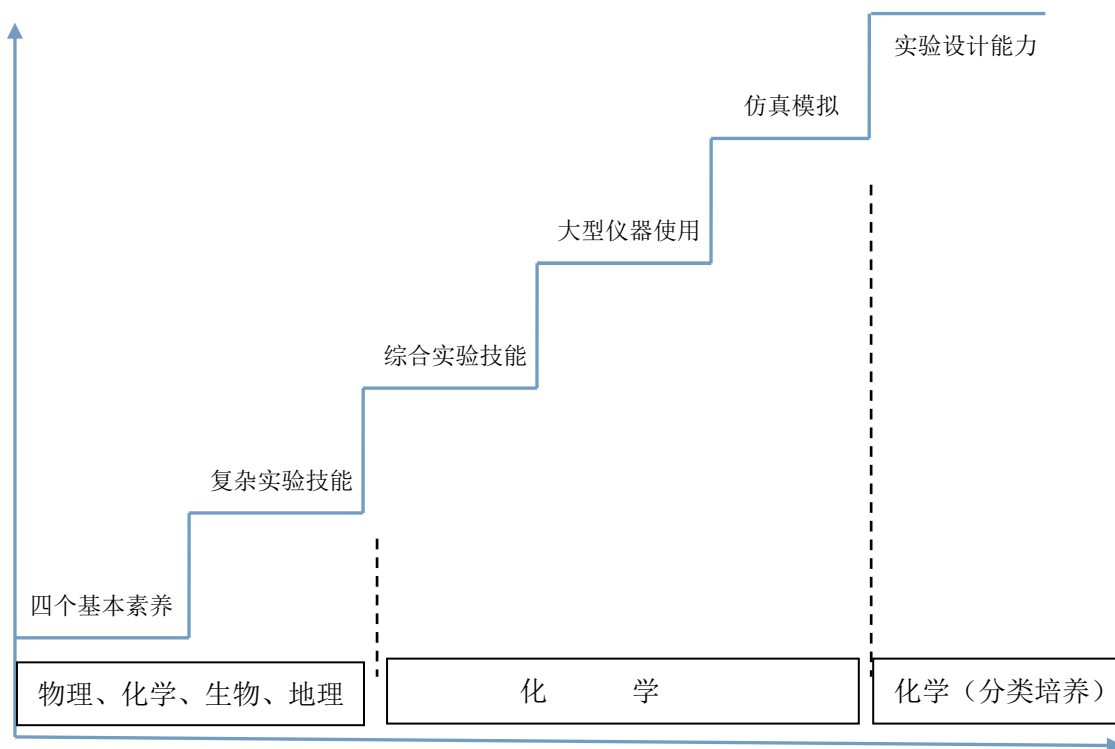 实验设计能力
仿真模拟
大型仪器使用
综合实验技能
复杂实验技能
四个基本素养
物理、化学、生物、地理
化 学
化学（分类培养）